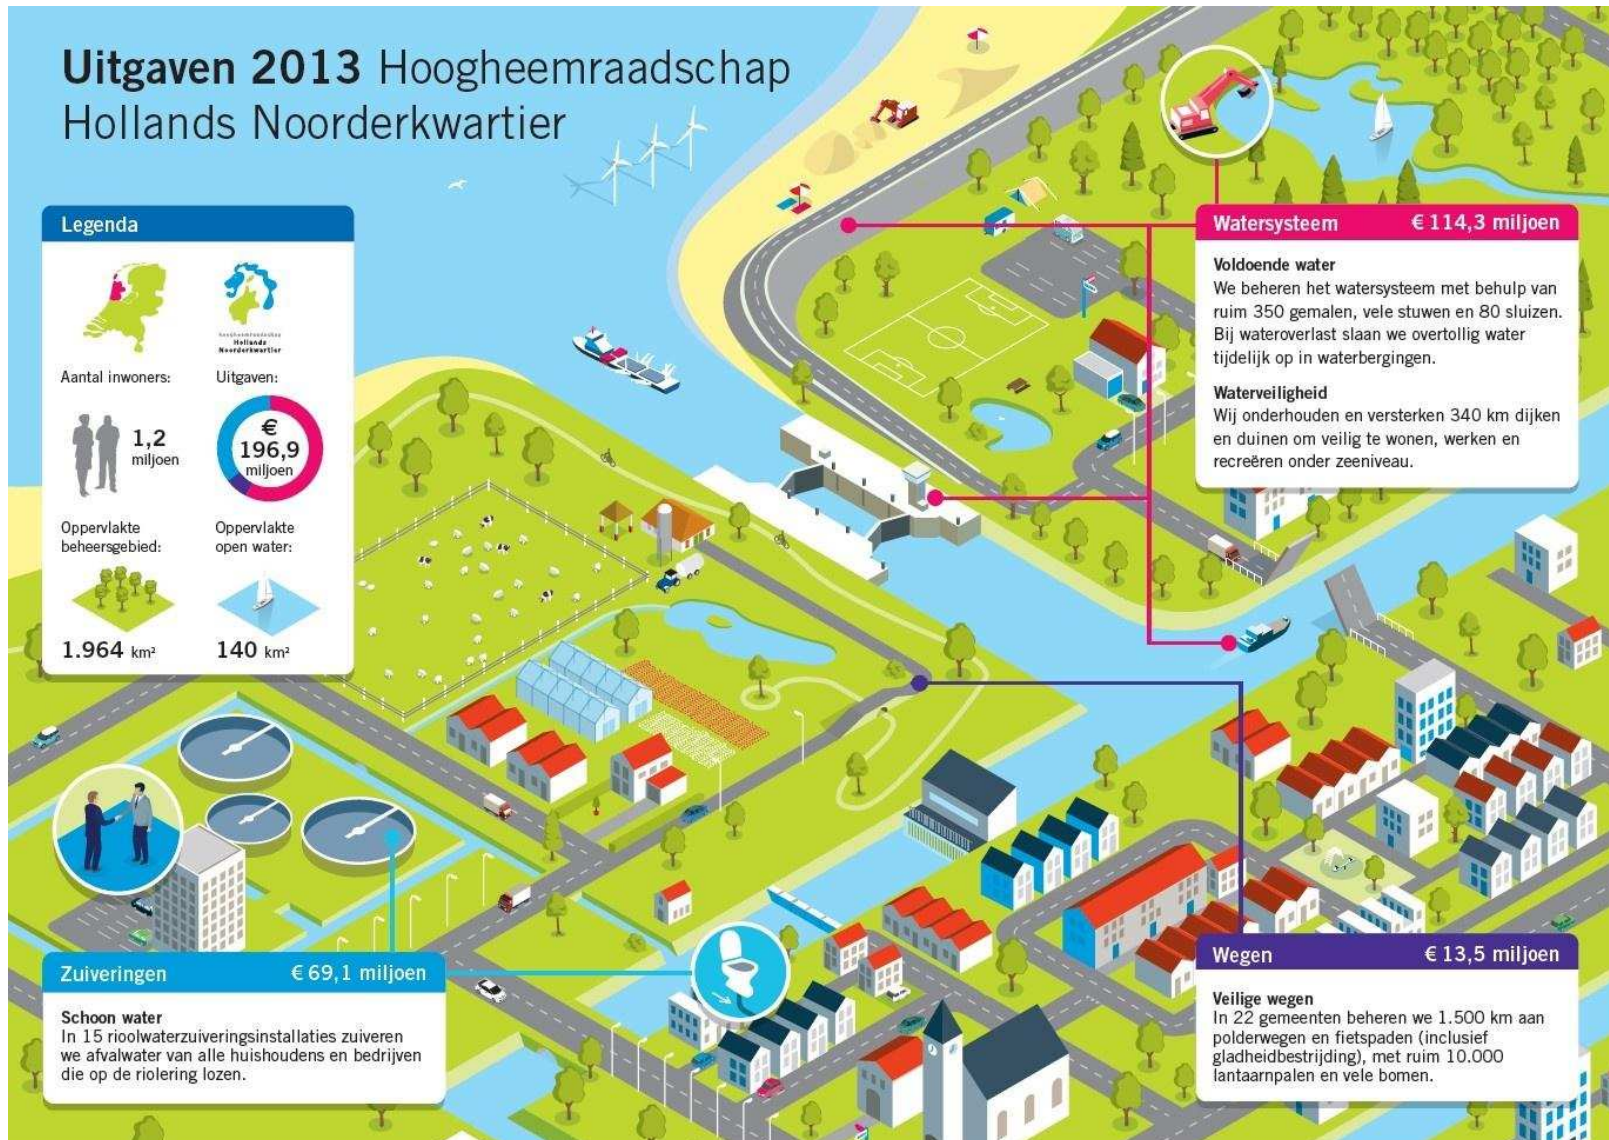 Uitgaven 2013 Hoogheemraadschap
Hollands Noorderkwartier
Legenda
hoogheemraadschap
Hollands
Noorderkwartier
Aantal inwoners:
1,2
miljoen
Uitgaven:
€
196,9
miljoen
Oppervlakte
beheersgebied:
1.964 km²
Oppervlakte
open water:
140 km²
Watersysteem € 114,3 miljoen
Voldoende water
We beheren het watersysteem met behulp van
ruim 350 gemalen, vele stuwen en 80 sluizen.
Bij wateroverlast slaan we overtollig water
tijdelijk op in waterbergingen.
Waterveiligheid
Wij onderhouden en versterken 340 km dijken
en duinen om veilig te wonen, werken en
recreëren onder zeeniveau.
Zuiveringen € 69,1 miljoen
Schoon water
In 15 rioolwaterzuiveringsinstallaties zuiveren
we afvalwater van alle huishoudens en bedrijven
die op de riolering lozen.
Wegen € 13,5 miljoen
Veilige wegen
In 22 gemeenten beheren we 1.500 km aan
polderwegen en fietspaden (inclusief
gladheidbestrijding), met ruim 10.000
lantaarnpalen en vele bomen.